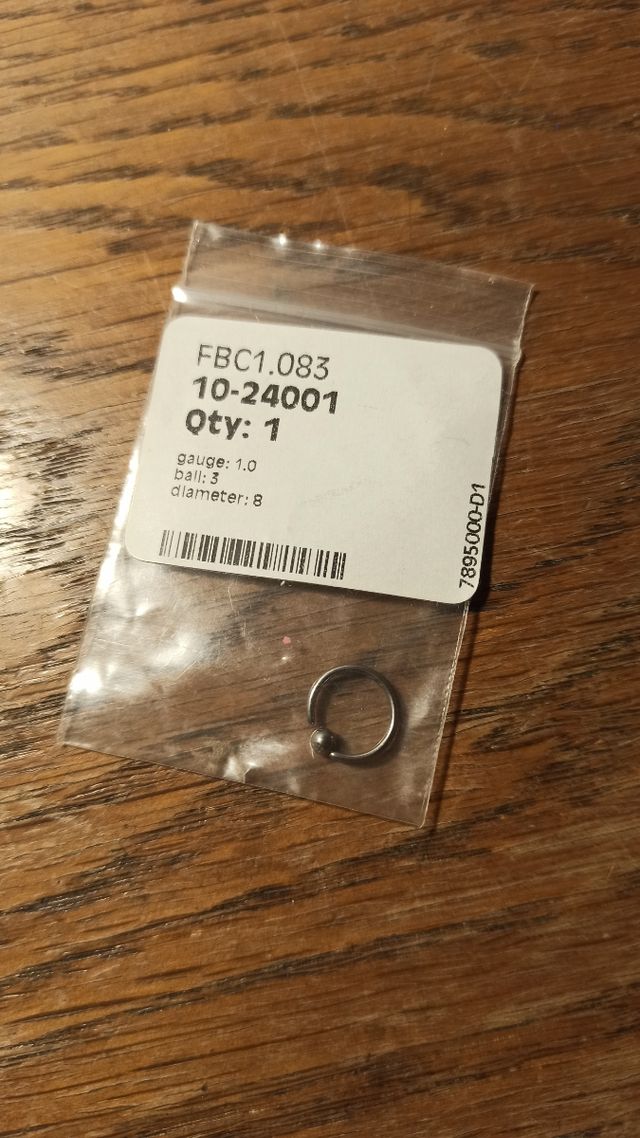 FBC1.083
10-24001
Qty: 1
gauge: 1.0
ball: 3
diameter: 8
7895000-D1